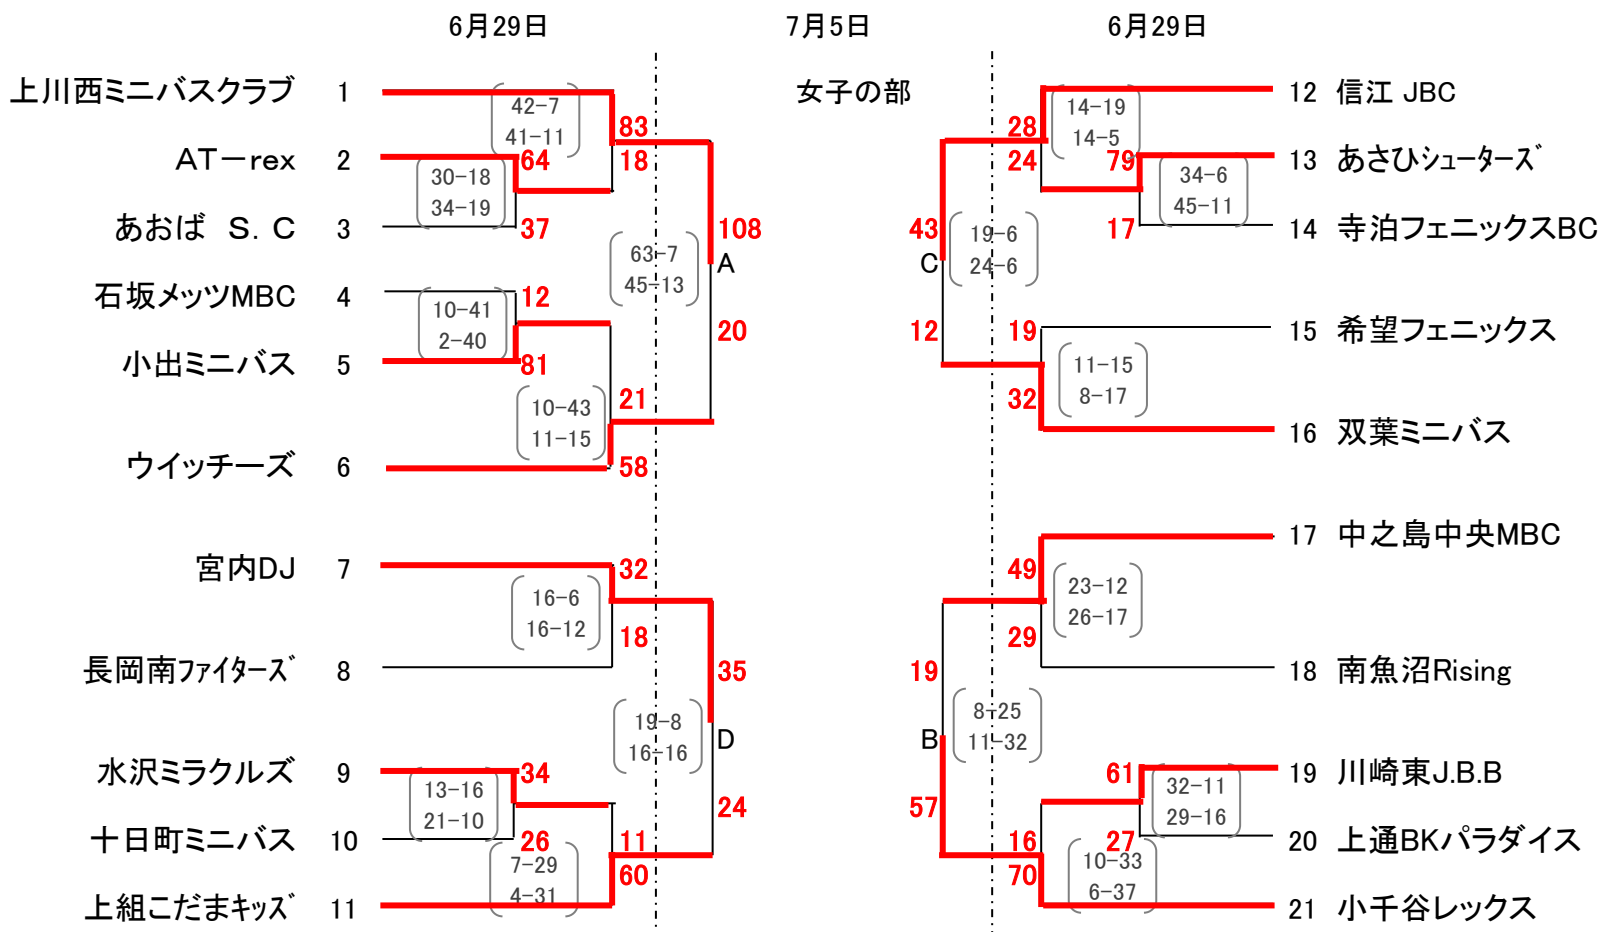 6月29日
7月5日
6月29日
女子の部
上川西ミニバスクラブ 1
42-7
41-11
83
18
AT－rex 2
64
30-18
34-19
あおば S. C 3
37
108
A
63-7
45-13
20
石坂メッツMBC 4
12
10-41
2-40
小出ミニバス 5
81
21
10-43
11-15
ウイッチーズ 6
58
宮内DJ 7
32
16-6
16-12
18
長岡南ﾌｧｲﾀｰｽﾞ 8
35
19-8
16-16
D
24
水沢ミラクルズ 9
34
13-16
21-10
十日町ミニバス 10
26
11
7-29
4-31
60
上組こだまｷｯｽﾞ 11
12 信江 JBC
28
14-19
14-5
24
79
13 あさひｼｭｰﾀｰｽﾞ
34-6
45-11
17
14 寺泊フェニックスBC
43
C
19-6
24-6
12
19
15 希望フェニックス
11-15
8-17
32
16 双葉ミニバス
17 中之島中央MBC
49
23-12
26-17
29
18 南魚沼Rising
19
8-25
11-32
B
57
61
19 川崎東J.B.B
32-11
29-16
16
27
20 上通BKパラダイス
10-33
6-37
70
21 小千谷レックス